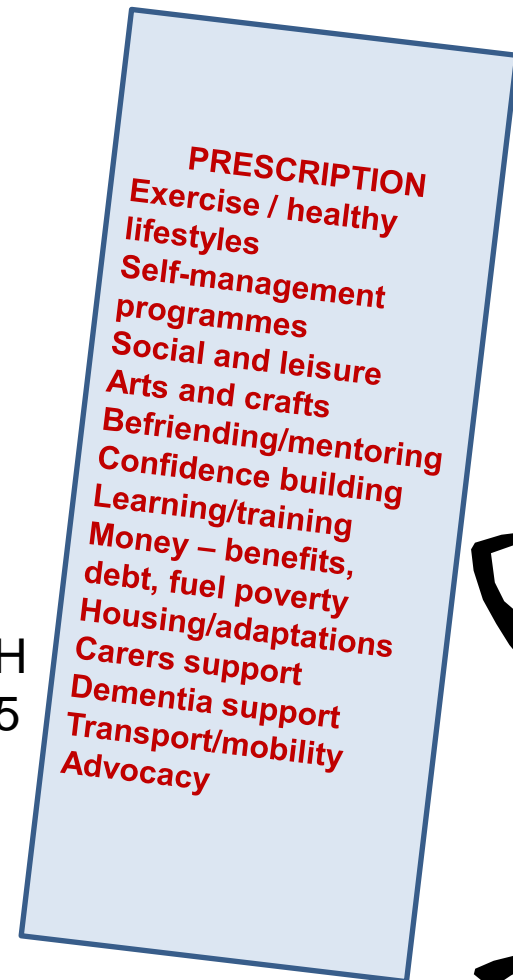 PRESCRIPTION
Exercise / healthy
lifestyles
Self-management
programmes
Social and leisure
Arts and crafts
Befriending/mentoring
Confidence building
Learning/training
Money – benefits,
debt, fuel poverty
Housing/adaptations
Carers support
Dementia support
Transport/mobility
Advocacy
H
5